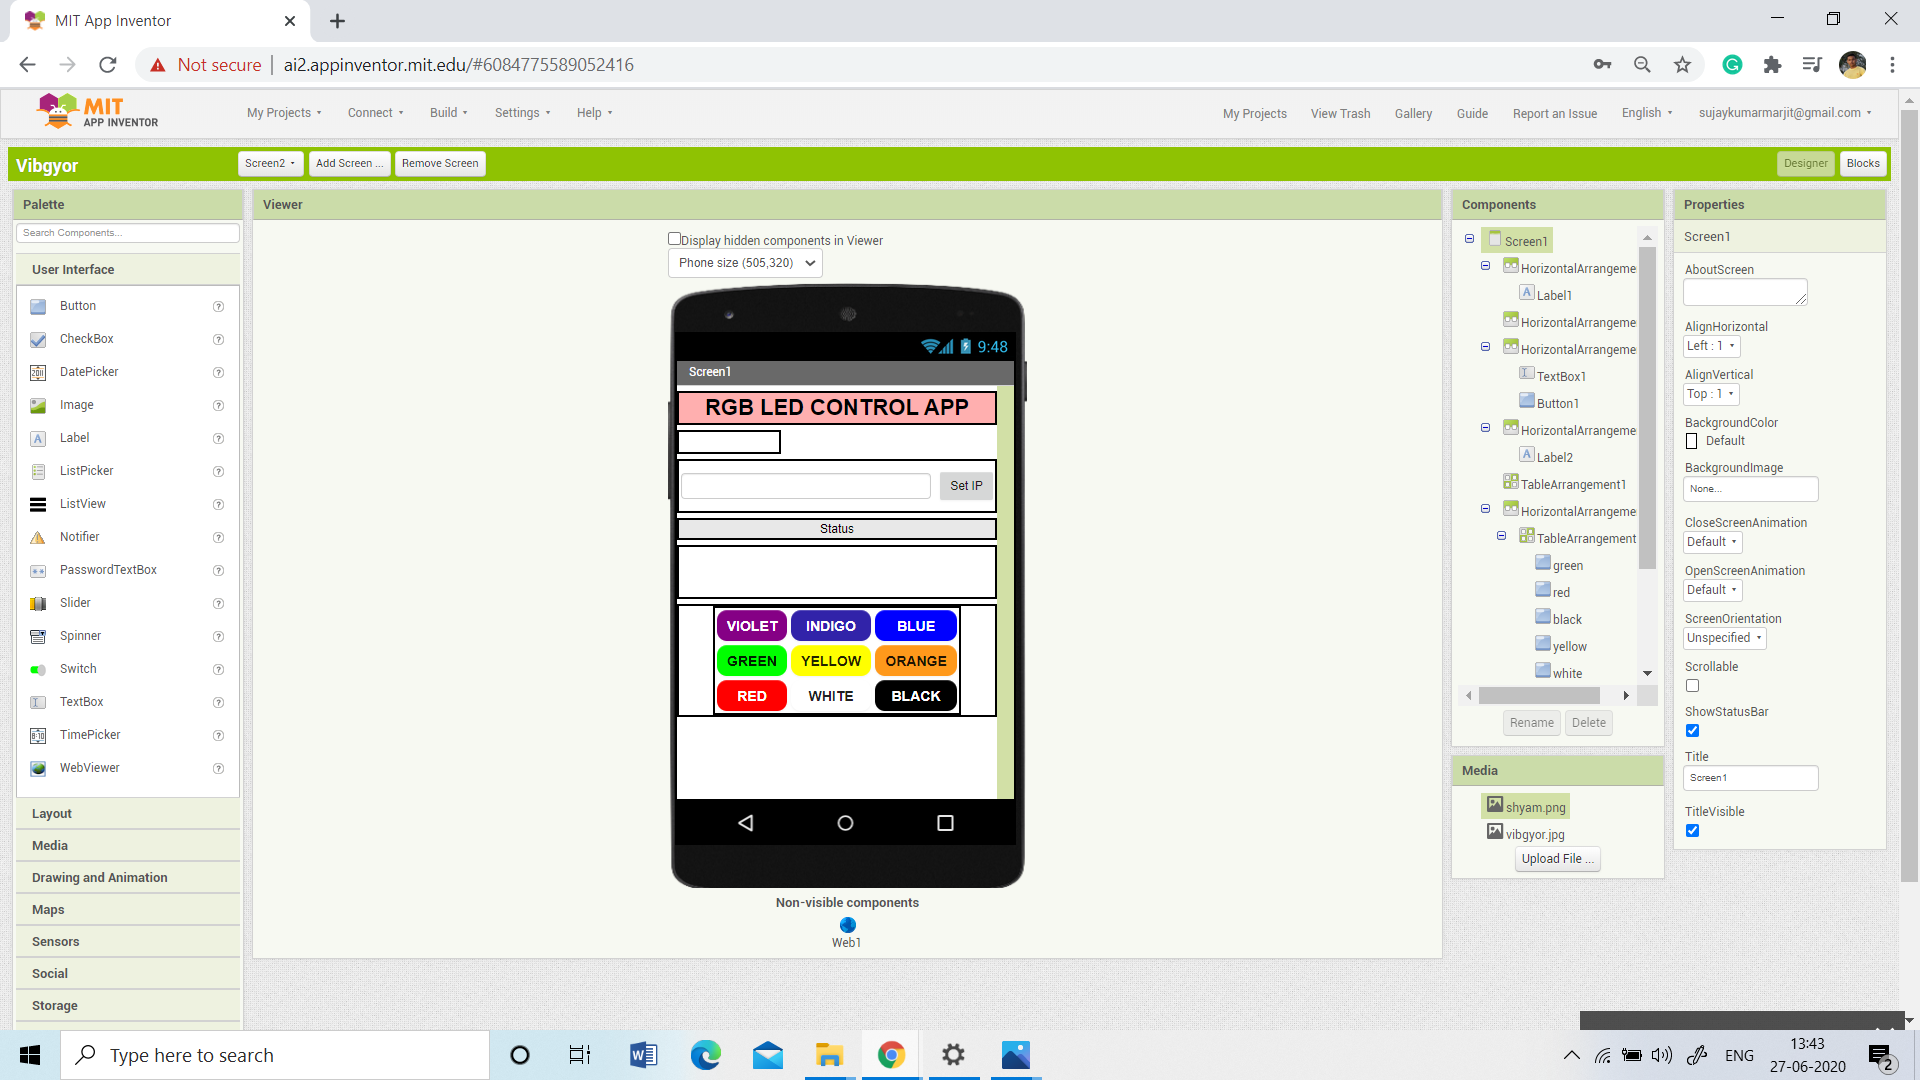 MIT App Inventor
Not secure
ai2.appinventor.mit.edu/#6084775589052416
MIT
APP INVENTOR
My Projects
Connect
Build
Settings
Help
My Projects
View Trash
Gallery
Guide
Report an Issue
English
sujaykumarmarjit@gmail.com
Vibgyor
Screen2
Add Screen ...
Remove Screen
Designer
Blocks
Palette
Search Components...
User Interface
Button
CheckBox
DatePicker
Image
Label
ListPicker
ListView
Notifier
PasswordTextBox
Slider
Spinner
Switch
TextBox
TimePicker
WebViewer
Layout
Media
Drawing and Animation
Maps
Sensors
Social
Storage
Viewer
Display hidden components in Viewer
Phone size (505,320)
9:48
Screen1
RGB LED CONTROL APP
Set IP
Status
VIOLET INDIGO BLUE
GREEN YELLOW ORANGE
RED WHITE BLACK
Non-visible components
Web1
Components
Screen1
HorizontalArrangeme
Label1
HorizontalArrangeme
HorizontalArrangeme
TextBox1
Button1
HorizontalArrangeme
Label2
TableArrangement1
HorizontalArrangeme
TableArrangement
green
red
black
yellow
white
Rename
Delete
Media
shyam.png
vibgyor.jpg
Upload File ...
Properties
Screen1
AboutScreen
AlignHorizontal
Left : 1
AlignVertical
Top : 1
BackgroundColor
Default
BackgroundImage
None...
CloseScreenAnimation
Default
OpenScreenAnimation
Default
ScreenOrientation
Unspecified
Scrollable
ShowStatusBar
Title
Screen1
TitleVisible
Type here to search
ENG
13:43
27-06-2020
2